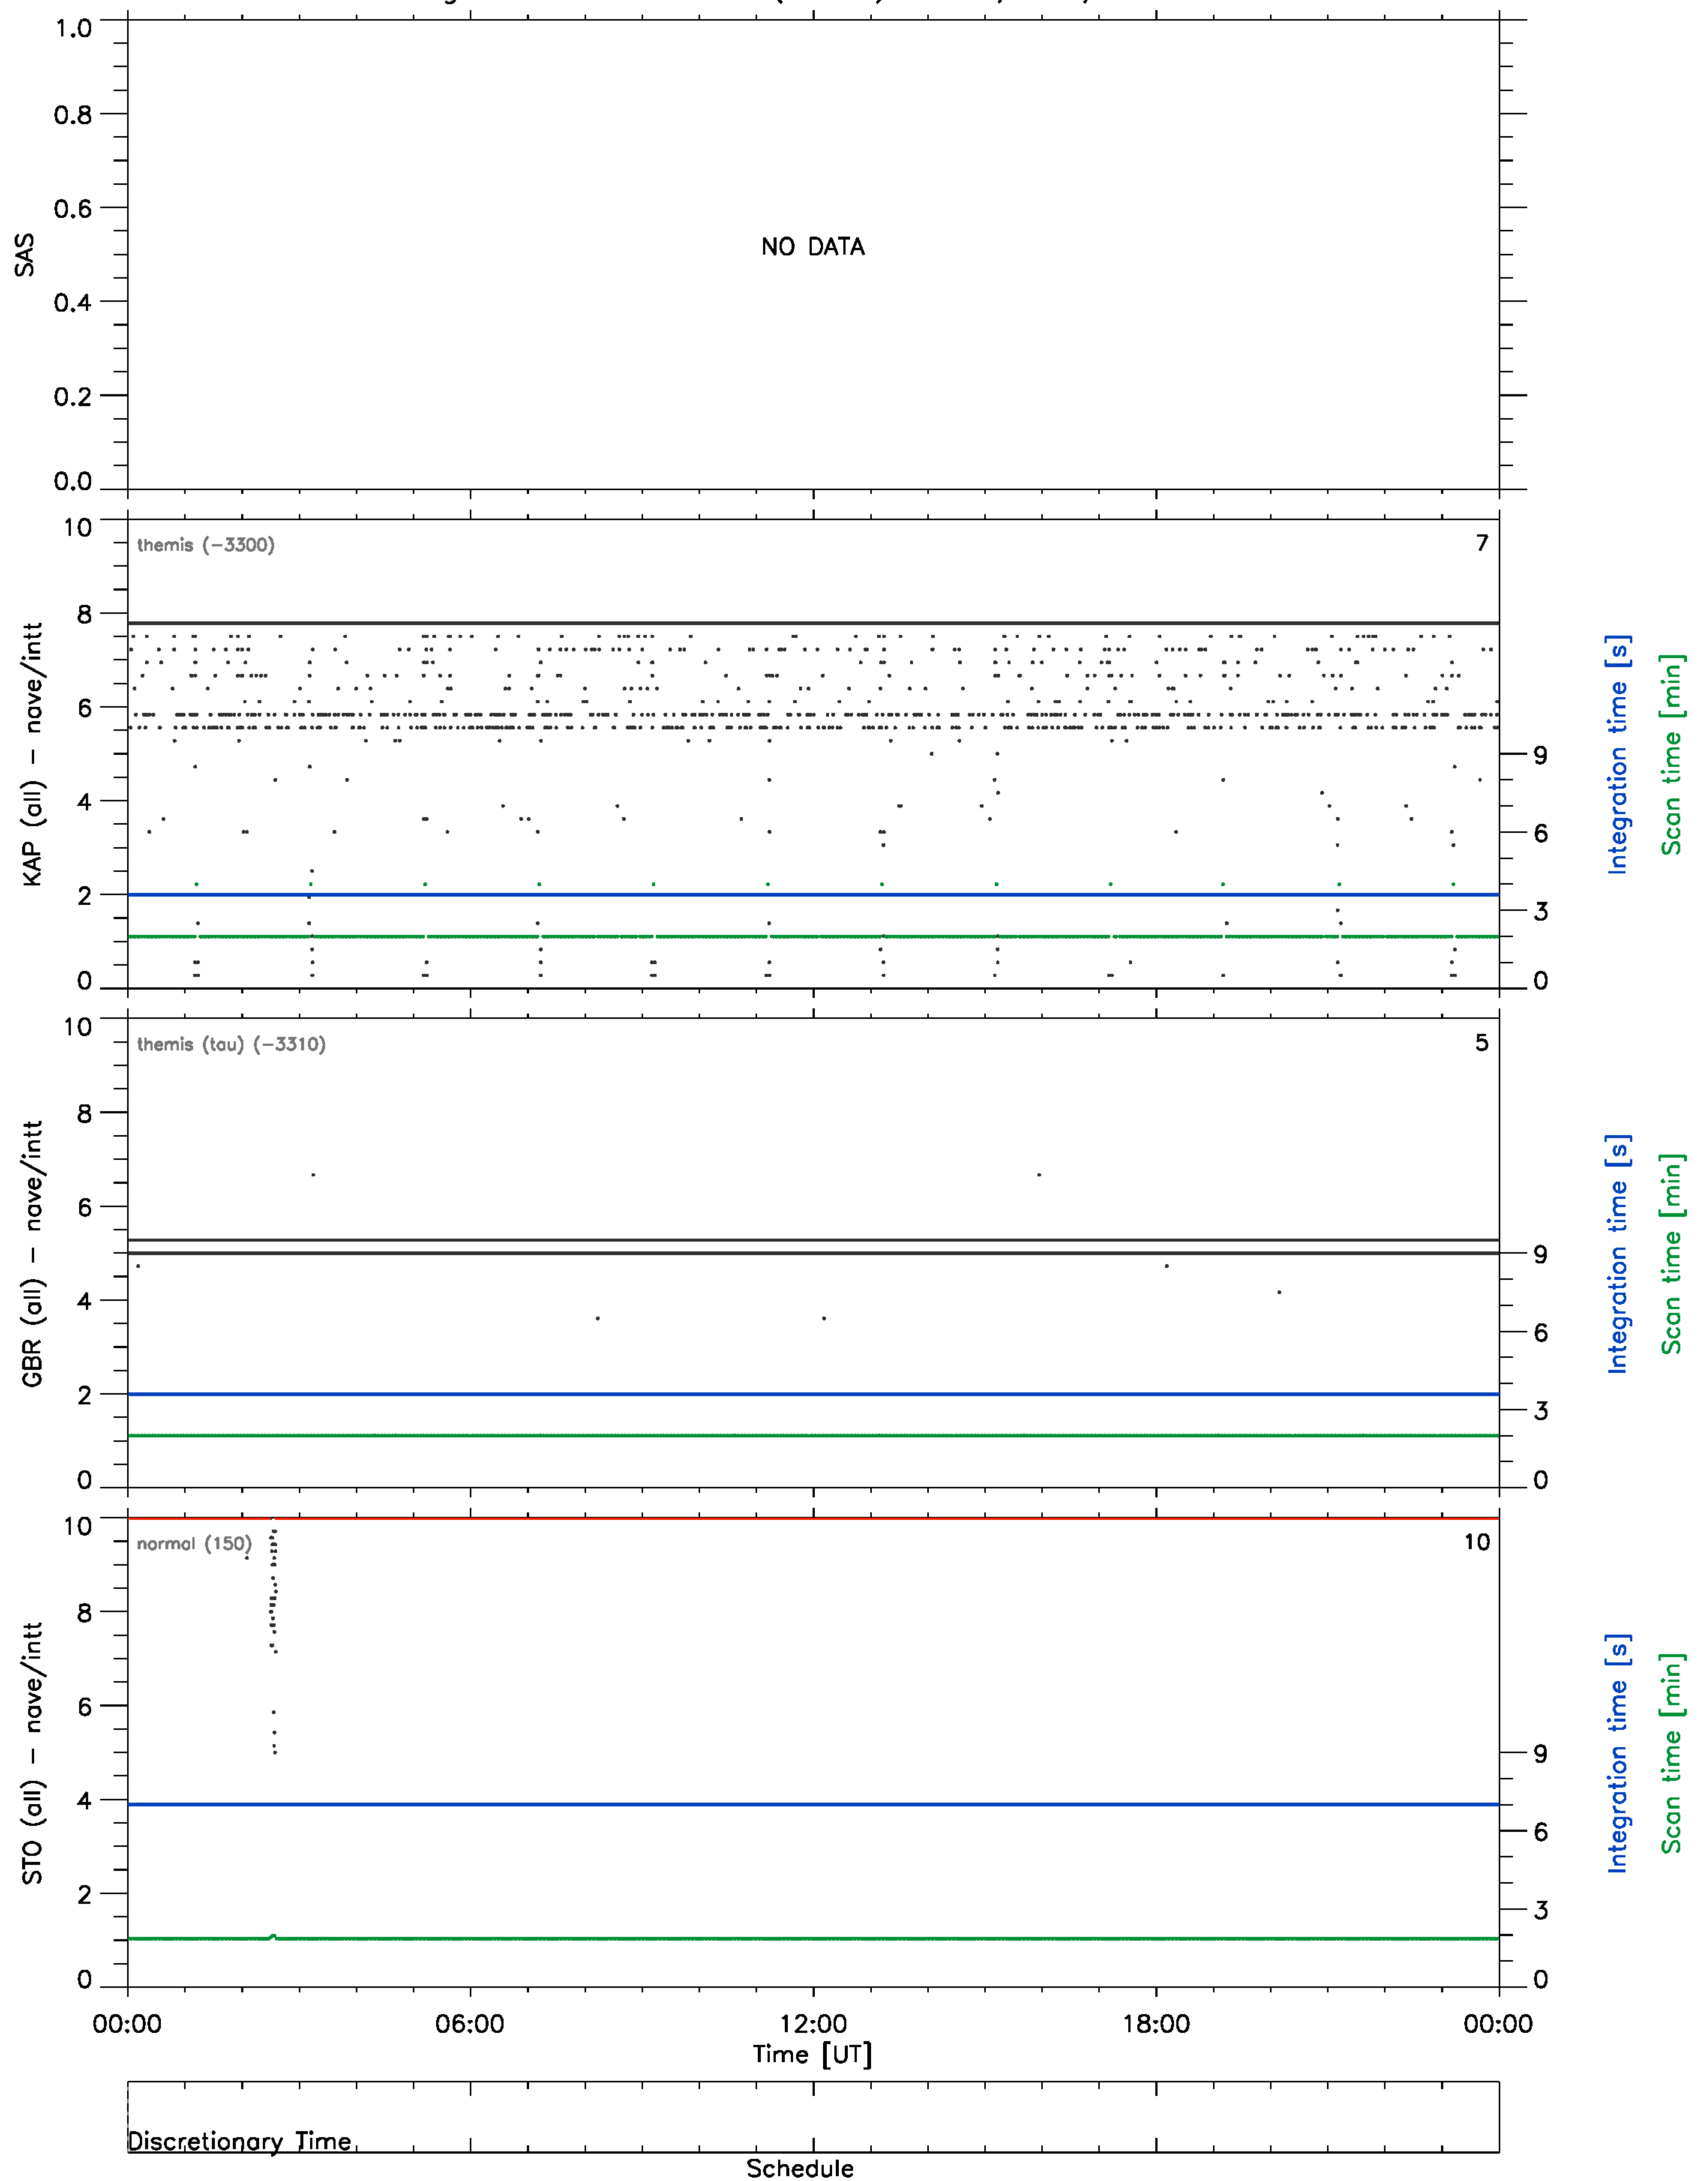 1.0
0.8
0.6
0.4
0.2
0.0
SAS
NO DATA
10
8
6
4
2
0
KAP (all) − nave/intt
themis (−3300)
7
9
6
3
0
Integration time [s]
Scan time [min]
10
8
6
4
2
0
GBR (all) − nave/intt
themis (tau) (−3310)
5
9
6
3
0
Integration time [s]
Scan time [min]
10
8
6
4
2
0
STO (all) − nave/intt
normal (150)
10
9
6
3
0
Integration time [s]
Scan time [min]
00:00 06:00 12:00 18:00 00:00
Time [UT]
Discretionary Time
Schedule